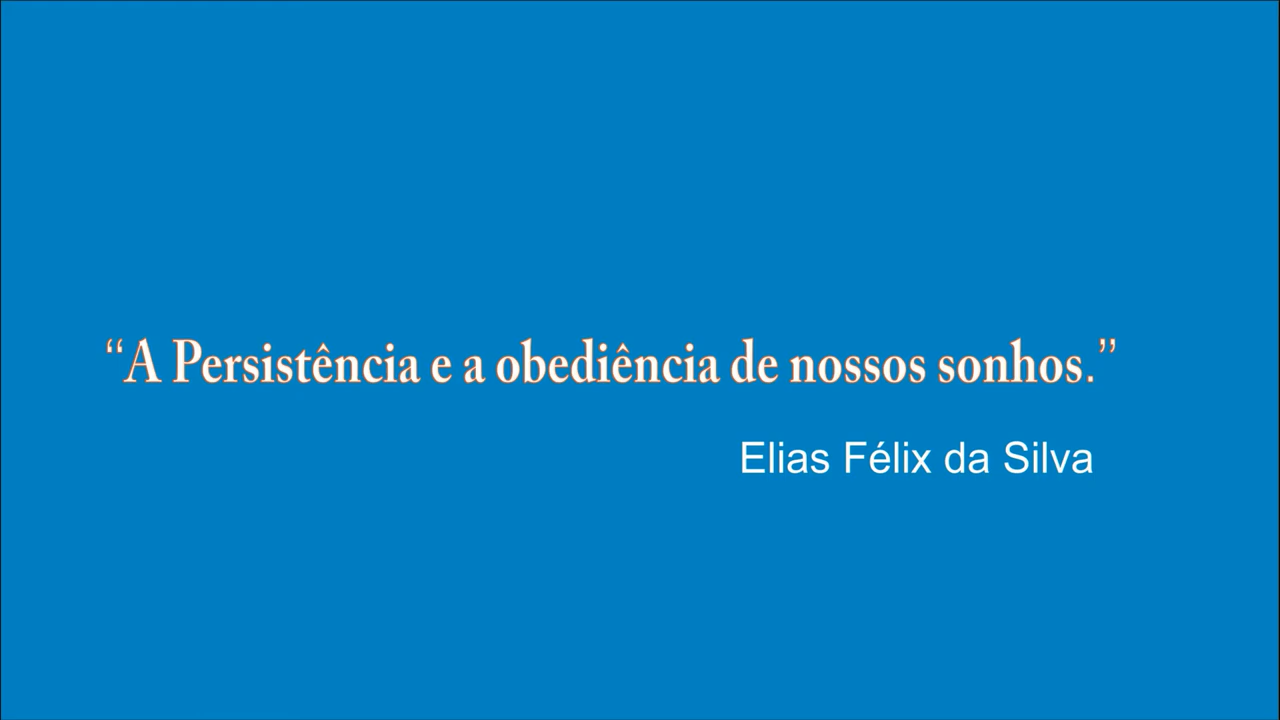 “A Persistência e a obediência de nossos sonhos.”
Elias Félix da Silva